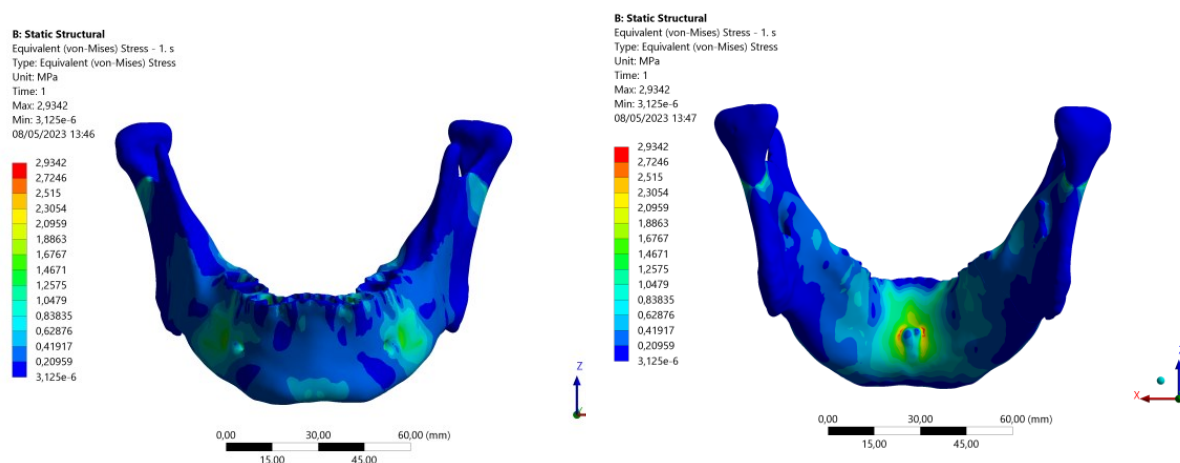 B: Static Structural
Equivalent (von-Mises) Stress - 1. s
Type: Equivalent (von-Mises) Stress
Unit: MPa
Time: 1
Max: 2,9342
Min: 3,125e-6
08/05/2023 13:46
2,9342
2,7246
2,515
2,3054
2,0959
1,8863
1,6767
1,4671
1,2575
1,0479
0,83835
0,62876
0,41917
0,20959
3,125e-6
Z
0,00
30,00
60,00 (mm)
15,00
45,00
B: Static Structural
Equivalent (von-Mises) Stress - 1. s
Type: Equivalent (von-Mises) Stress
Unit: MPa
Time: 1
Max: 2,9342
Min: 3,125e-6
08/05/2023 13:47
2,9342
2,7246
2,515
2,3054
2,0959
1,8863
1,6767
1,4671
1,2575
1,0479
0,83835
0,62876
0,41917
0,20959
3,125e-6
X
0,00
30,00
60,00 (mm)
15,00
45,00